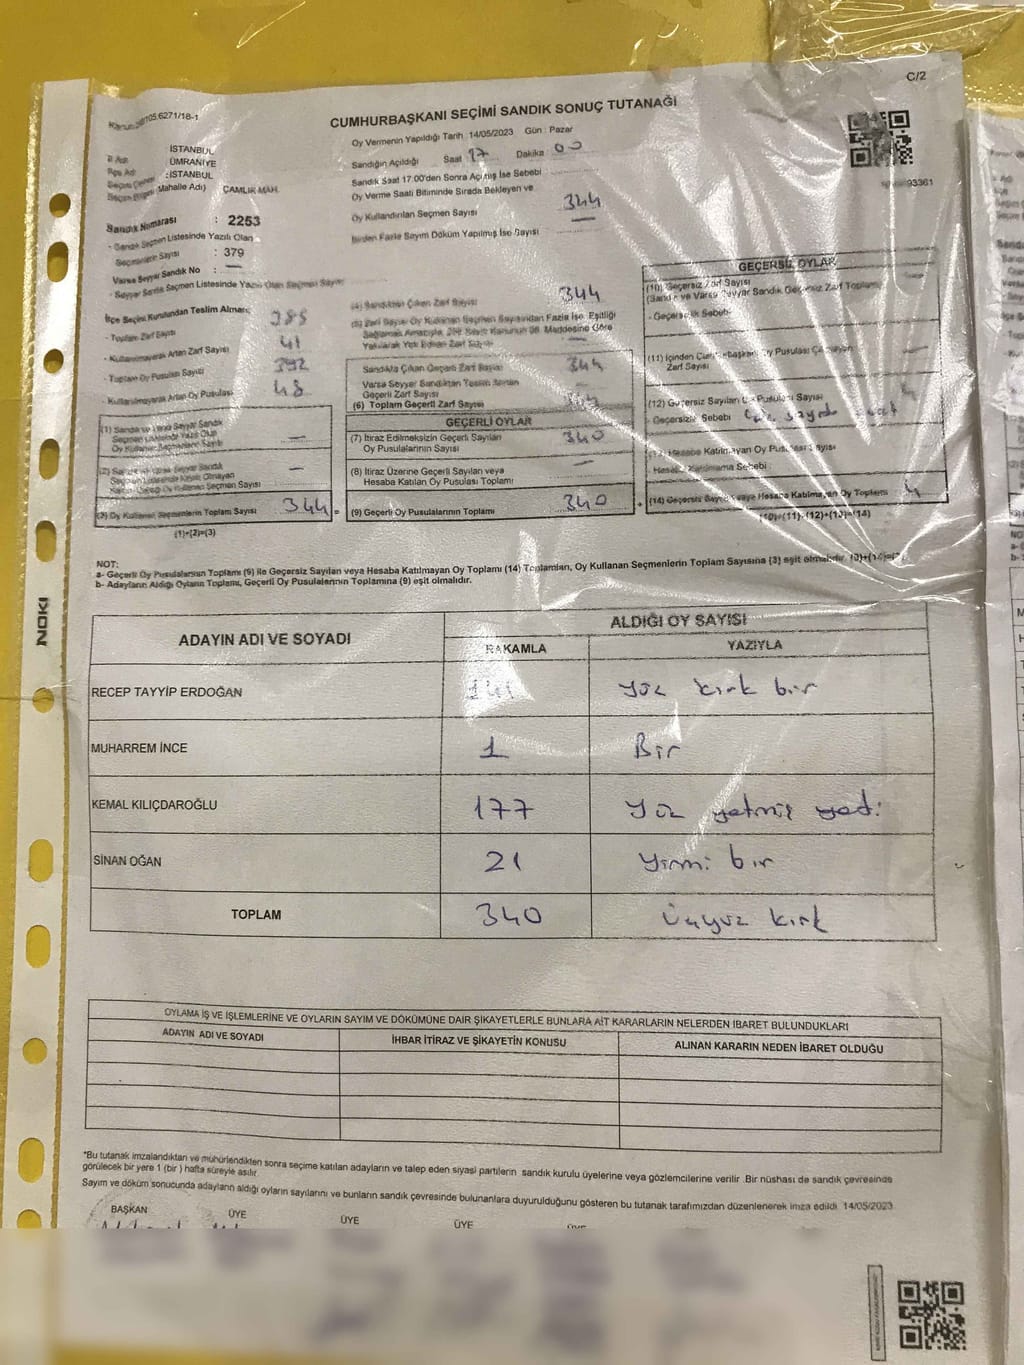 C/2
CUMHURBAŞKANI SEÇİMİ SANDIK SONUÇ TUTANAĞI
Oy Vermenin Yapıldığı Tarih 14/05/2023 Gün : Pazar
Sandığın Açıldığı Saat 17 Dakika 00
Sandık Saat 17:00'den Sonra Açılmış İse Sebebi :
Oy Verme Saati Bitiminde Sırada Bekleyen ve
Oy Kullandırılan Seçmen Sayısı 344
Birden Fazla Sayım Döküm Yapılmış İse Sayısı —
İl Adı İSTANBUL
ÜMRANİYE
: İSTANBUL
Mahalle Adı) ÇAMLIK MAH.
Sandık Numarası : 2253
- Sandık Seçmen Listesinde Yazılı Olan
Seçmenlerin Sayısı : 379
Varsa Seyyar Sandık No : —
- Seyyar Sandık Seçmen Listesinde Yazılı Olan Seçmen Sayısı
İlçe Seçim Kurulundan Teslim Alınan;
- Toplam Zarf Sayısı 385
- Kullanılmayarak Artan Zarf Sayısı 41
- Toplam Oy Pusulası Sayısı 392
- Kullanılmayarak Artan Oy Pusulası 48
(1) Sandık ve Varsa Seyyar Sandık
Seçmen Listesinde Yazılı Olup
Oy Kullanan Seçmenlerin Sayısı —
(2) Sandık ve Varsa Seyyar Sandık
Seçmen Listesinde Kayıtlı Olmayan
Oy Kullanan Seçmen Sayısı —
(3) Oy Kullanan Seçmenlerin Toplam Sayısı 344 =
(1)+(2)=(3)
(4) Sandıktan Çıkan Zarf Sayısı 344
(5) Zarf Sayısı Oy Kullanan Seçmen Sayısından Fazla İse, Eşitliği
Sağlamak Amacıyla, 298 Sayılı Kanunun 98. Maddesine Göre
Yakılarak Yok Edilen Zarf Sayısı —
Sandıkta Çıkan Geçerli Zarf Sayısı 344
Varsa Seyyar Sandıktan Teslim Alınan
Geçerli Zarf Sayısı —
(6) Toplam Geçerli Zarf Sayısı
GEÇERLİ OYLAR
(7) İtiraz Edilmeksizin Geçerli Sayılan
Oy Pusulalarının Sayısı 340
(8) İtiraz Üzerine Geçerli Sayılan veya
Hesaba Katılan Oy Pusulası Toplamı —
(9) Geçerli Oy Pusulalarının Toplamı 340 +
GEÇERSİZ OYLAR
(10) Geçersiz Zarf Sayısı
(Sandık ve Varsa Seyyar Sandık Geçersiz Zarf Toplamı)
- Geçersizlik Sebebi
(11) İçinden Cumhurbaşkanı Oy Pusulası Çıkmayan
Zarf Sayısı —
(12) Geçersiz Sayılan Oy Pusulası Sayısı 4
- Geçersizlik Sebebi
Hesaba Katılmayan Oy Pusulası Sayısı
- Hesaba Katılmama Sebebi
(14) Geçersiz Sayılan veya Hesaba Katılmayan Oy Toplamı 4
(10)+(11)+(12)+(13)=(14)
NOT:
a- Geçerli Oy Pusulalarının Toplamı (9) ile Geçersiz Sayılan veya Hesaba Katılmayan Oy Toplamı (14) Toplamları, Oy Kullanan Seçmenlerin Toplam Sayısına (3) eşit olmalıdır.
b- Adayların Aldığı Oyların Toplamı, Geçerli Oy Pusulalarının Toplamına (9) eşit olmalıdır.
NOKI
ADAYIN ADI VE SOYADI ALDIĞI OY SAYISI
RAKAMLA YAZIYLA
RECEP TAYYİP ERDOĞAN 141 Yüz kırk bir
MUHARREM İNCE 1 Bir
KEMAL KILIÇDAROĞLU 177 Yüz yetmiş yedi
SİNAN OĞAN 21 Yirmi bir
TOPLAM 340 Üçyüz kırk
OYLAMA İŞ VE İŞLEMLERİNE VE OYLARIN SAYIM VE DÖKÜMÜNE DAİR ŞİKAYETLERLE BUNLARA AİT KARARLARIN NELERDEN İBARET BULUNDUKLARI
ADAYIN ADI VE SOYADI İHBAR İTİRAZ VE ŞİKAYETİN KONUSU ALINAN KARARIN NEDEN İBARET OLDUĞU
*Bu tutanak imzalandıktan ve mühürlendikten sonra seçime katılan adayların ve talep eden siyasi partilerin sandık kurulu üyelerine veya gözlemcilerine verilir. Bir nüshası de sandık çevresinde
görülecek bir yere 1 (bir ) hafta süreyle asılır.
Sayım ve döküm sonucunda adayların aldığı oyların sayılarını ve bunların sandık çevresinde bulunanlara duyurulduğunu gösteren bu tutanak tarafımızdan düzenlenerek imza edildi. 14/05/2023
BAŞKAN ÜYE ÜYE ÜYE ÜYE